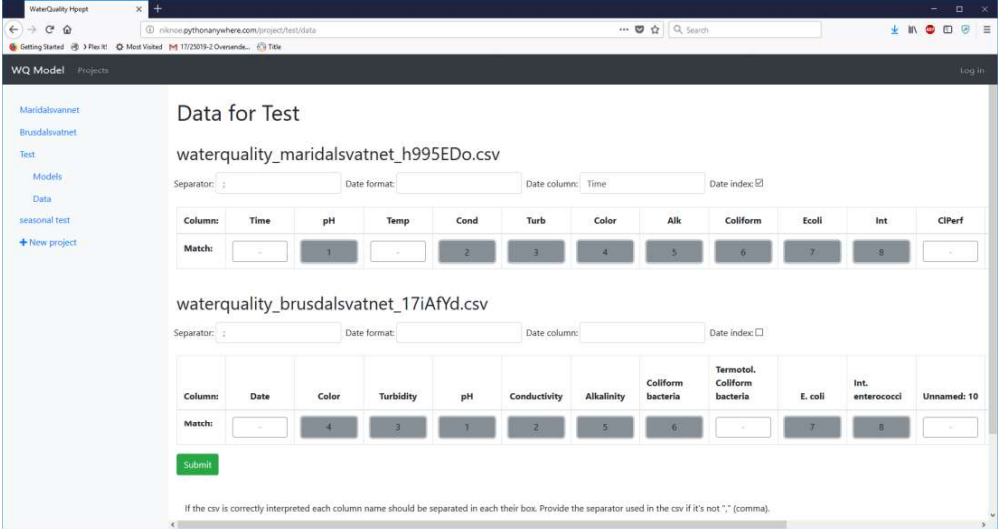 WaterQuality Hpopt
niknoe.pythonanywhere.com/project/test/data
Search
Getting Started
Plex It!
Most Visited
17/25019-2 Oversende...
Title
WQ Model Projects Log in
Maridalsvannet
Brusdalsvatnet
Test
Models
Data
seasonal test
New project
Data for Test
waterquality_maridalsvatnet_h995EDo.csv
Separator: ; Date format: Date column: Time Date index:
Column: Time pH Temp Cond Turb Color Alk Coliform Ecoli Int ClPerf
Match: - 1 - 2 3 4 5 6 7 8 -
waterquality_brusdalsvatnet_17iAfYd.csv
Separator: ; Date format: Date column: Date index:
Column: Date Color Turbidity pH Conductivity Alkalinity Coliform bacteria Termotol. Coliform bacteria E. coli Int. enterococci Unnamed: 10
Match: - 4 3 1 2 5 6 - 7 8 -
Submit
If the csv is correctly interpreted each column name should be separated in each their box. Provide the separator used in the csv if it's not "," (comma).